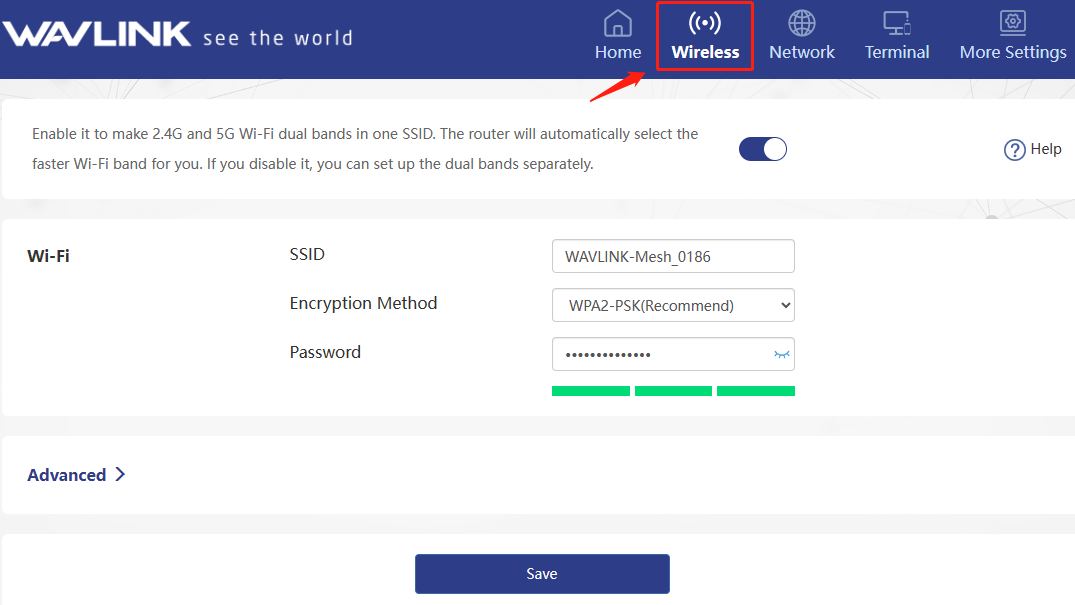 WAVLINK see the world
Home
Wireless
Network
Terminal
More Settings
Enable it to make 2.4G and 5G Wi-Fi dual bands in one SSID. The router will automatically select the
faster Wi-Fi band for you. If you disable it, you can set up the dual bands separately.
? Help
Wi-Fi
SSID
WAVLINK-Mesh_0186
Encryption Method
WPA2-PSK(Recommend)
Password
••••••••••••••
Advanced
Save